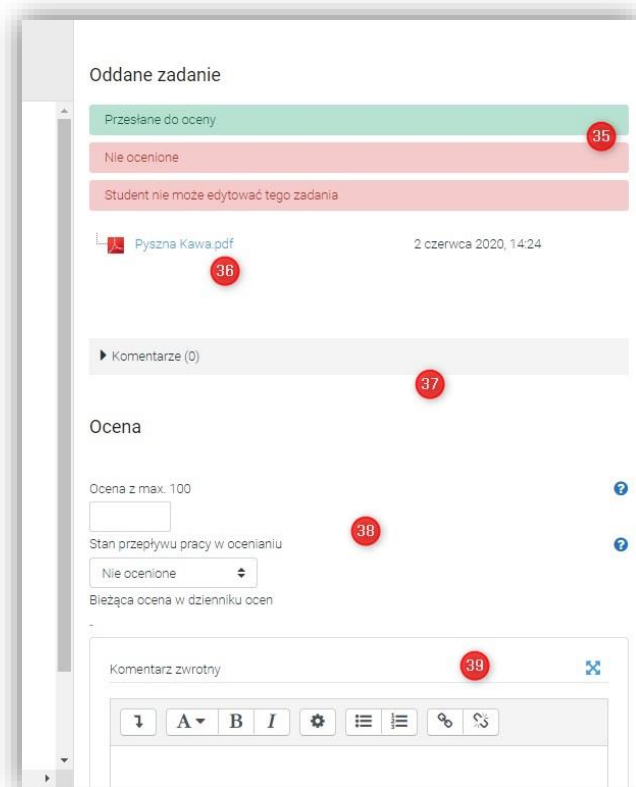 Oddane zadanie
Przesłane do oceny
35
Nie ocenione
Student nie może edytować tego zadania
Pyszna Kawa.pdf 2 czerwca 2020, 14:24
36
Komentarze (0)
37
Ocena
Ocena z max. 100
38
Stan przepływu pracy w ocenianiu
Nie ocenione
Bieżąca ocena w dzienniku ocen
-
Komentarz zwrotny 39
A B I